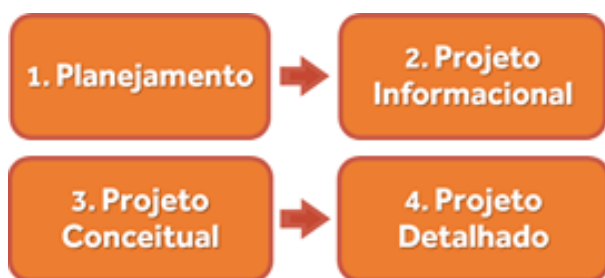 1. Planejamento
2. Projeto
Informacional
3. Projeto
Conceitual
4. Projeto
Detalhado